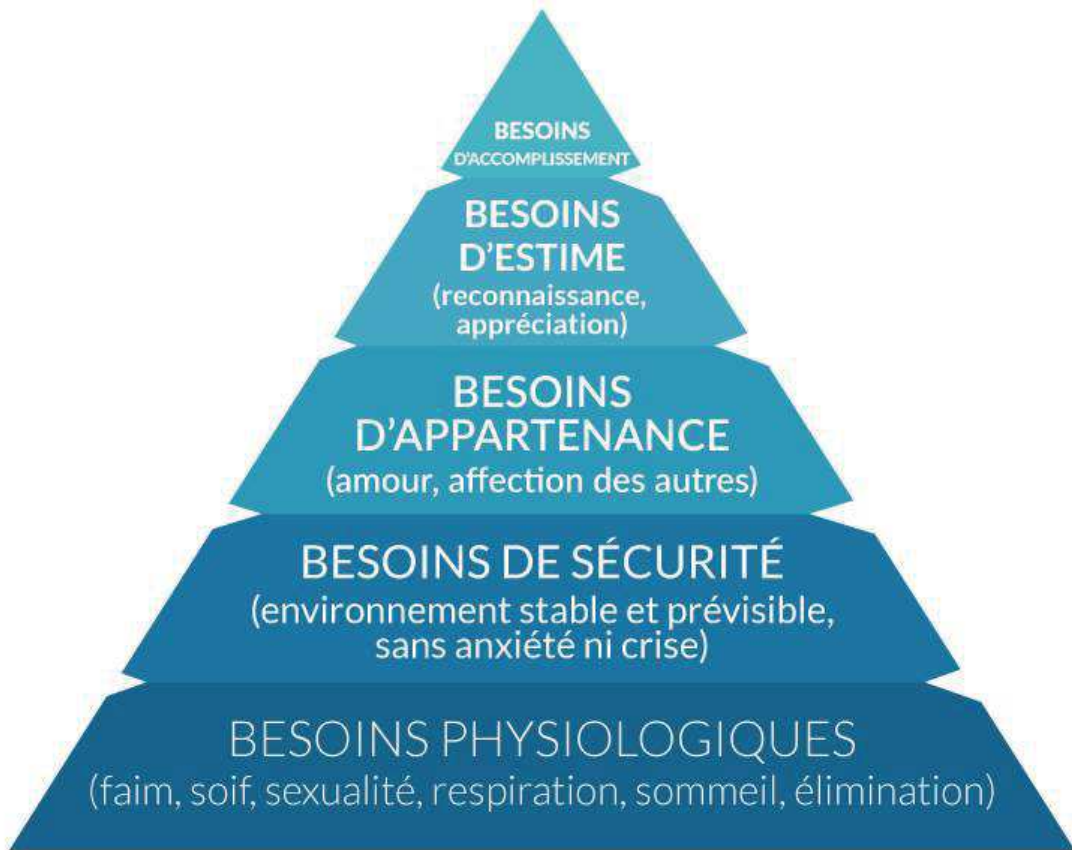 BESOINS
D'ACCOMPLISSEMENT
BESOINS
D'ESTIME
(reconnaissance,
appréciation)
BESOINS
D'APPARTENANCE
(amour, affection des autres)
BESOINS DE SÉCURITÉ
(environnement stable et prévisible,
sans anxiété ni crise)
BESOINS PHYSIOLOGIQUES
(faim, soif, sexualité, respiration, sommeil, élimination)